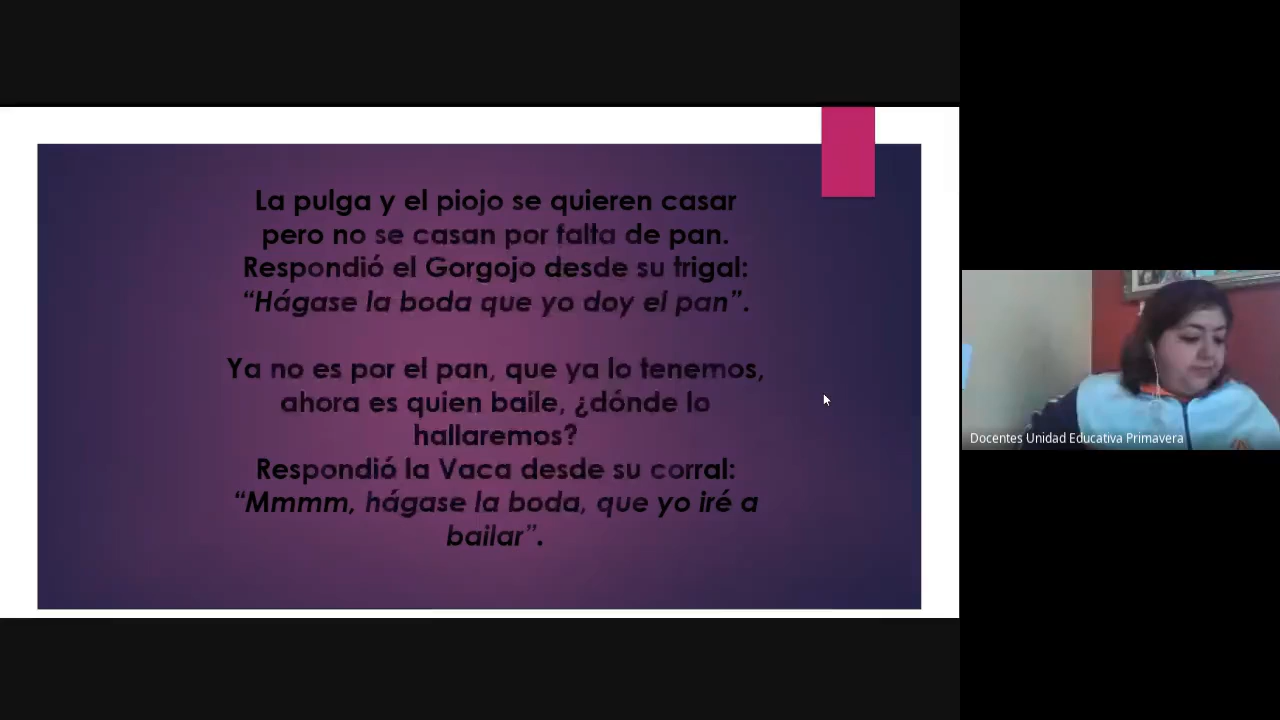 La pulga y el piojo se quieren casar
pero no se casan por falta de pan.
Respondió el Gorgojo desde su trigal:
“Hágase la boda que yo doy el pan”.
Ya no es por el pan, que ya lo tenemos,
ahora es quien baile, ¿dónde lo
hallaremos?
Respondió la Vaca desde su corral:
“Mmmm, hágase la boda, que yo iré a
bailar”.
Docentes Unidad Educativa Primavera